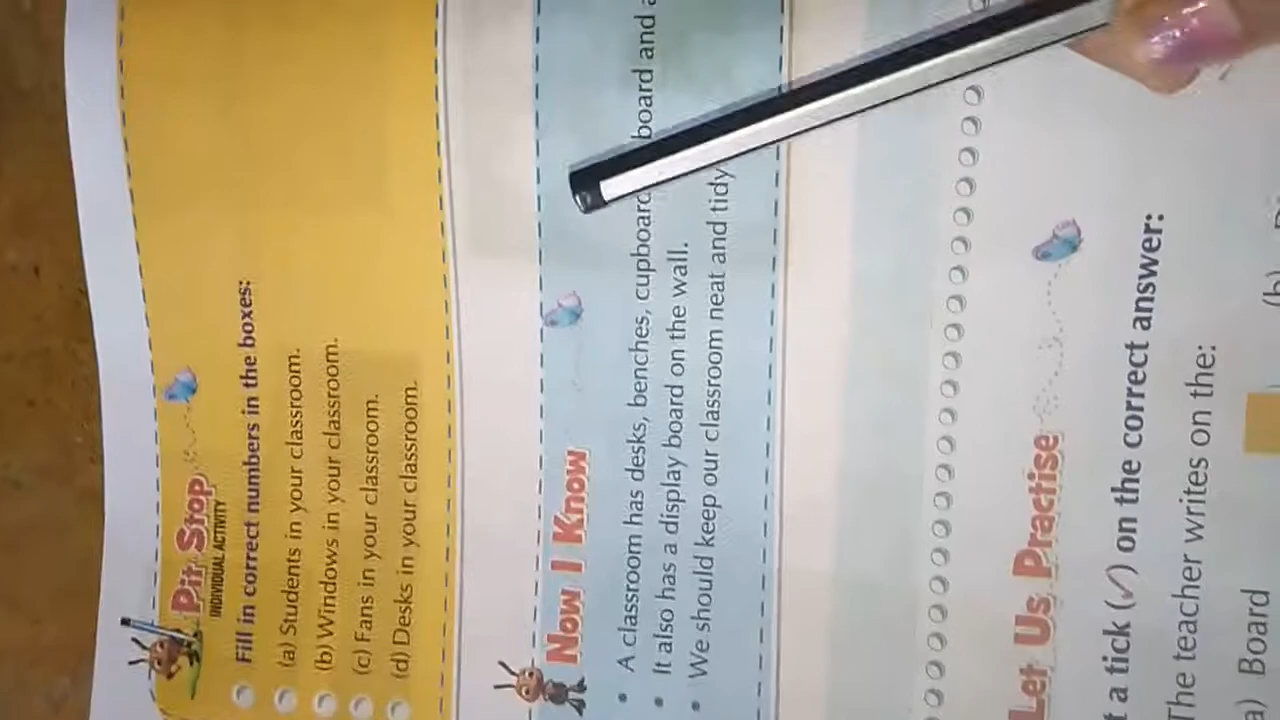 Pit Stop
INDIVIDUAL ACTIVITY
Fill in correct numbers in the boxes:
(a) Students in your classroom.
(b) Windows in your classroom.
(c) Fans in your classroom.
(d) Desks in your classroom.
Now I Know
• A classroom has desks, benches, cupboard board and
• It also has a display board on the wall.
• We should keep our classroom neat and tidy
Let Us Practise
a tick (✓) on the correct answer:
The teacher writes on the:
a) Board
(b)